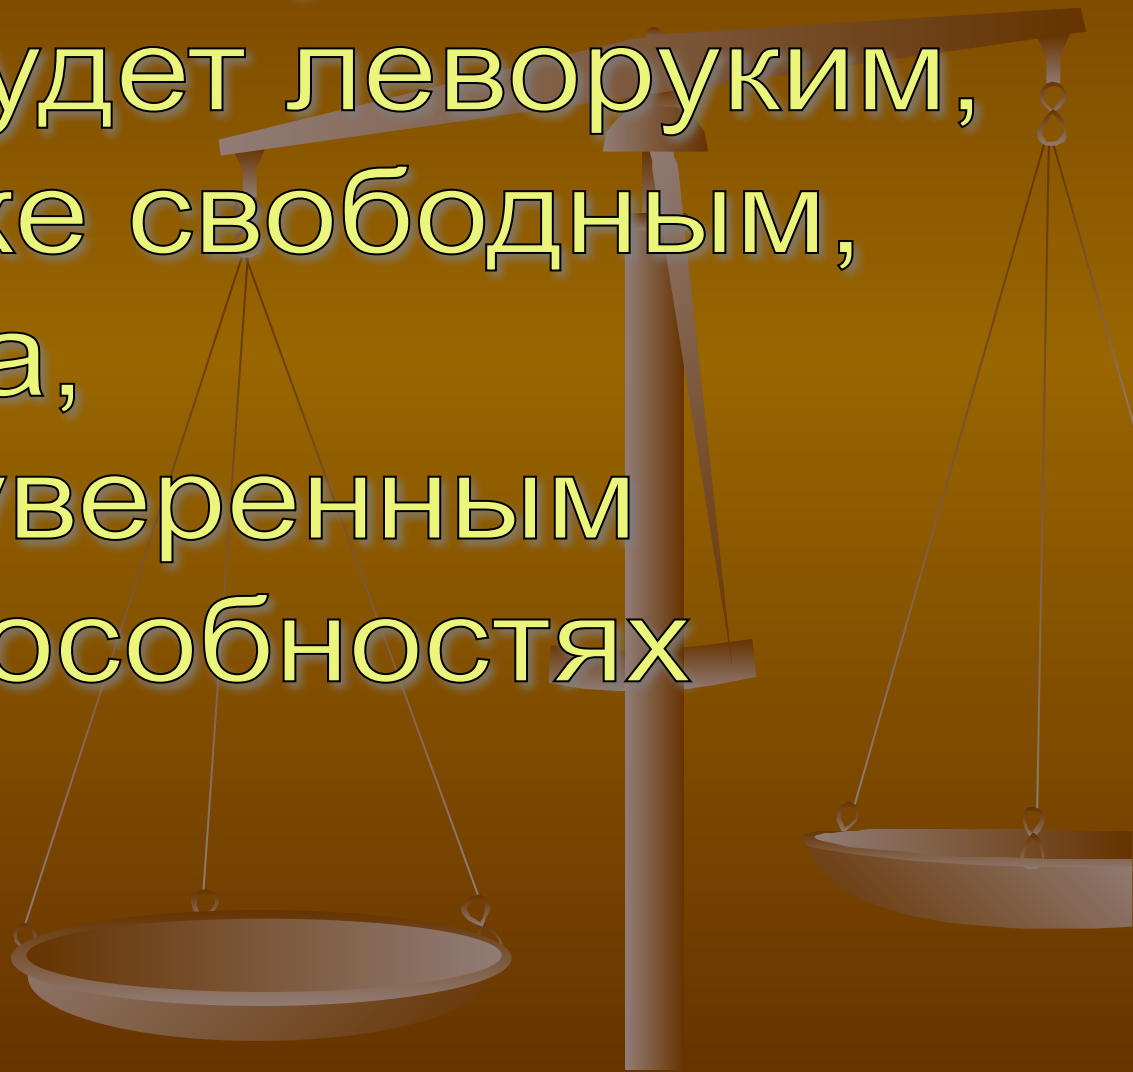 удет леворуким,
же свободным,
а,
уверенным
особностях